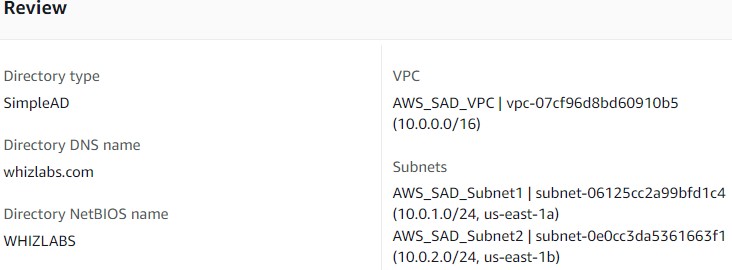 Review
Directory type
SimpleAD
Directory DNS name
whizlabs.com
Directory NetBIOS name
WHIZLABS
VPC
AWS_SAD_VPC | vpc-07cf96d8bd60910b5
(10.0.0.0/16)
Subnets
AWS_SAD_Subnet1 | subnet-06125cc2a99bfd1c4
(10.0.1.0/24, us-east-1a)
AWS_SAD_Subnet2 | subnet-0e0cc3da5361663f1
(10.0.2.0/24, us-east-1b)